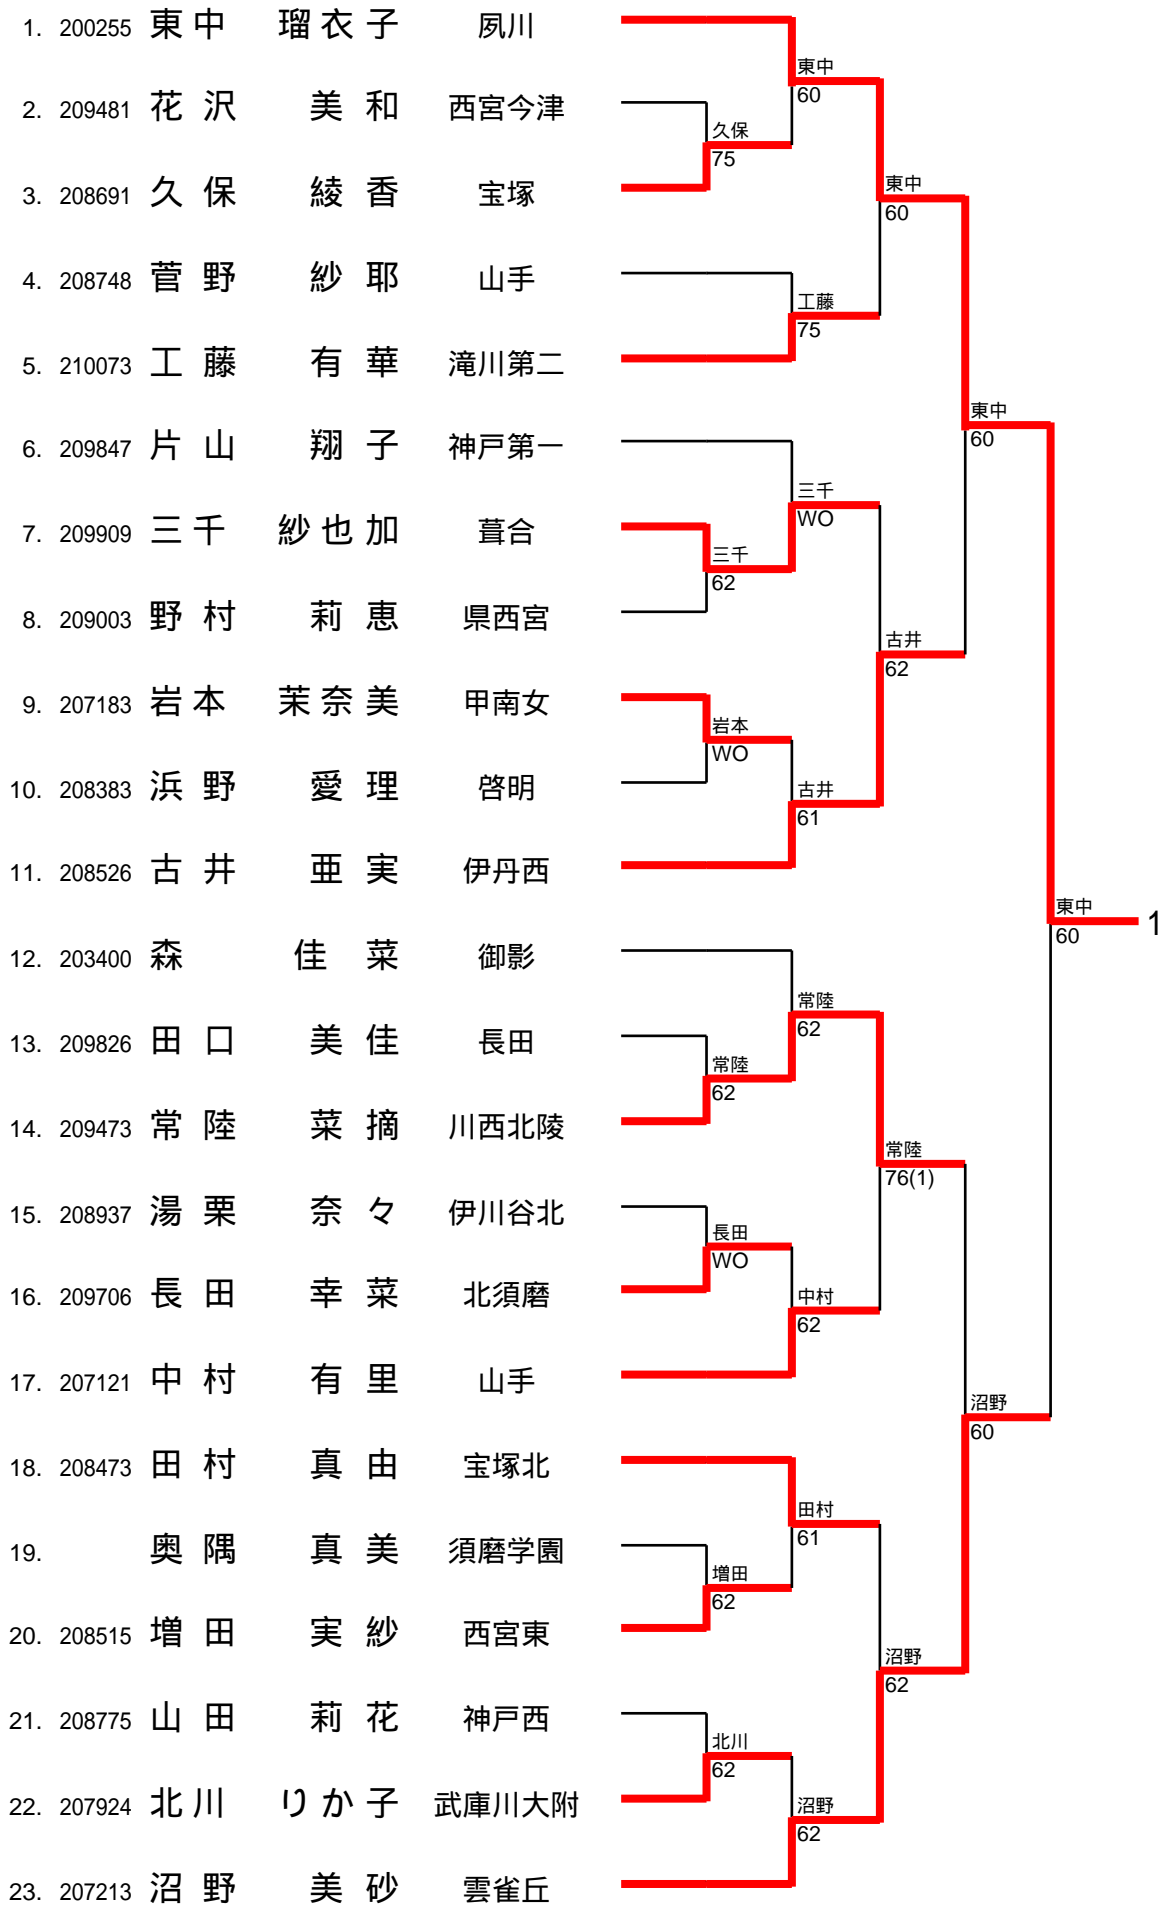 1. 200255 東中 瑠衣子 夙川
東中
60
2. 209481 花沢 美和 西宮今津
久保
75
3. 208691 久保 綾香 宝塚
東中
60
4. 208748 菅野 紗耶 山手
工藤
75
5. 210073 工藤 有華 滝川第二
東中
60
6. 209847 片山 翔子 神戸第一
三千
WO
7. 209909 三千 紗也加 葺合
三千
62
8. 209003 野村 莉恵 県西宮
古井
62
9. 207183 岩本 茉奈美 甲南女
岩本
WO
10. 208383 浜野 愛理 啓明
古井
61
11. 208526 古井 亜実 伊丹西
東中
60
1
12. 203400 森 佳菜 御影
常陸
62
13. 209826 田口 美佳 長田
常陸
62
14. 209473 常陸 菜摘 川西北陵
常陸
76(1)
15. 208937 湯栗 奈々 伊川谷北
長田
WO
16. 209706 長田 幸菜 北須磨
中村
62
17. 207121 中村 有里 山手
沼野
60
18. 208473 田村 真由 宝塚北
田村
61
19. 奥隅 真美 須磨学園
増田
62
20. 208515 増田 実紗 西宮東
沼野
62
21. 208775 山田 莉花 神戸西
北川
62
22. 207924 北川 りか子 武庫川大附
沼野
62
23. 207213 沼野 美砂 雲雀丘